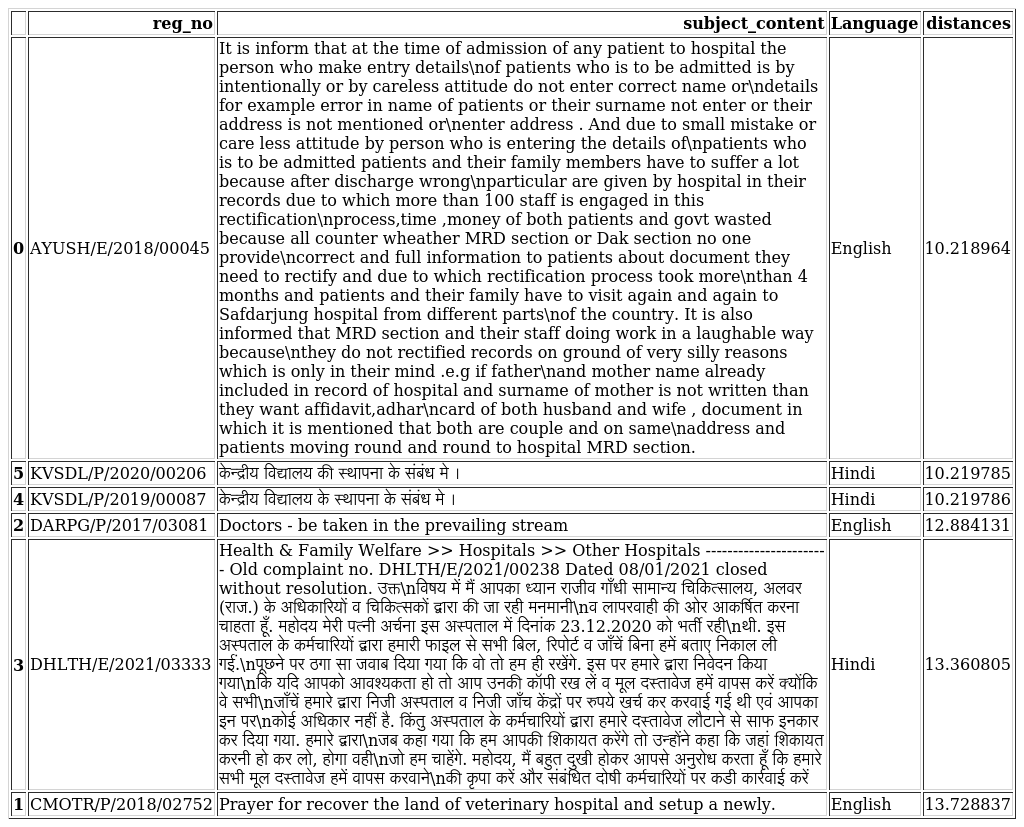 reg_no subject_content Language distances
It is inform that at the time of admission of any patient to hospital the
person who make entry details\nof patients who is to be admitted is by
intentionally or by careless attitude do not enter correct name or\ndetails
for example error in name of patients or their surname not enter or their
address is not mentioned or\nenter address . And due to small mistake or
care less attitude by person who is entering the details of\npatients who
is to be admitted patients and their family members have to suffer a lot
because after discharge wrong\nparticular are given by hospital in their
records due to which more than 100 staff is engaged in this
rectification\nprocess,time ,money of both patients and govt wasted
0 AYUSH/E/2018/00045 because all counter wheather MRD section or Dak section no one English 10.218964
provide\ncorrect and full information to patients about document they
need to rectify and due to which rectification process took more\nthan 4
months and patients and their family have to visit again and again to
Safdarjung hospital from different parts\nof the country. It is also
informed that MRD section and their staff doing work in a laughable way
because\nthey do not rectified records on ground of very silly reasons
which is only in their mind .e.g if father\nand mother name already
included in record of hospital and surname of mother is not written than
they want affidavit,adhar\ncard of both husband and wife , document in
which it is mentioned that both are couple and on same\naddress and
patients moving round and round to hospital MRD section.
5 KVSDL/P/2020/00206 केन्द्रीय विद्यालय की स्थापना के संबंध मे । Hindi 10.219785
4 KVSDL/P/2019/00087 केन्द्रीय विद्यालय के स्थापना के संबंध मे । Hindi 10.219786
2 DARPG/P/2017/03081 Doctors - be taken in the prevailing stream English 12.884131
Health & Family Welfare >> Hospitals >> Other Hospitals ----------------------
- Old complaint no. DHLTH/E/2021/00238 Dated 08/01/2021 closed
without resolution. उक्त\nविषय में मैं आपका ध्यान राजीव गाँधी सामान्य चिकित्सालय, अलवर
(राज.) के अधिकारियों व चिकित्सकों द्वारा की जा रही मनमानी\nव लापरवाही की ओर आकर्षित करना
चाहता हूँ. महोदय मेरी पत्नी अर्चना इस अस्पताल में दिनांक 23.12.2020 को भर्ती रही\nथी. इस
अस्पताल के कर्मचारियों द्वारा हमारी फाइल से सभी बिल, रिपोर्ट व जाँचें बिना हमें बताए निकाल ली
3 DHLTH/E/2021/03333 गई.\nपूछने पर ठगा सा जवाब दिया गया कि वो तो हम ही रखेंगे. इस पर हमारे द्वारा निवेदन किया Hindi 13.360805
गया\nकि यदि आपको आवश्यकता हो तो आप उनकी कॉपी रख लें व मूल दस्तावेज हमें वापस करें क्योंकि
वे सभी\nजाँचें हमारे द्वारा निजी अस्पताल व निजी जाँच केंद्रों पर रुपये खर्च कर करवाई गई थी एवं आपका
इन पर\nकोई अधिकार नहीं है. किंतु अस्पताल के कर्मचारियों द्वारा हमारे दस्तावेज लौटाने से साफ इनकार
कर दिया गया. हमारे द्वारा\nजब कहा गया कि हम आपकी शिकायत करेंगे तो उन्होंने कहा कि जहां शिकायत
करनी हो कर लो, होगा वही\nजो हम चाहेंगे. महोदय, मैं बहुत दुखी होकर आपसे अनुरोध करता हूँ कि हमारे
सभी मूल दस्तावेज हमें वापस करवाने\nकी कृपा करें और संबंधित दोषी कर्मचारियों पर कडी कार्रवाई करें
1 CMOTR/P/2018/02752 Prayer for recover the land of veterinary hospital and setup a newly. English 13.728837